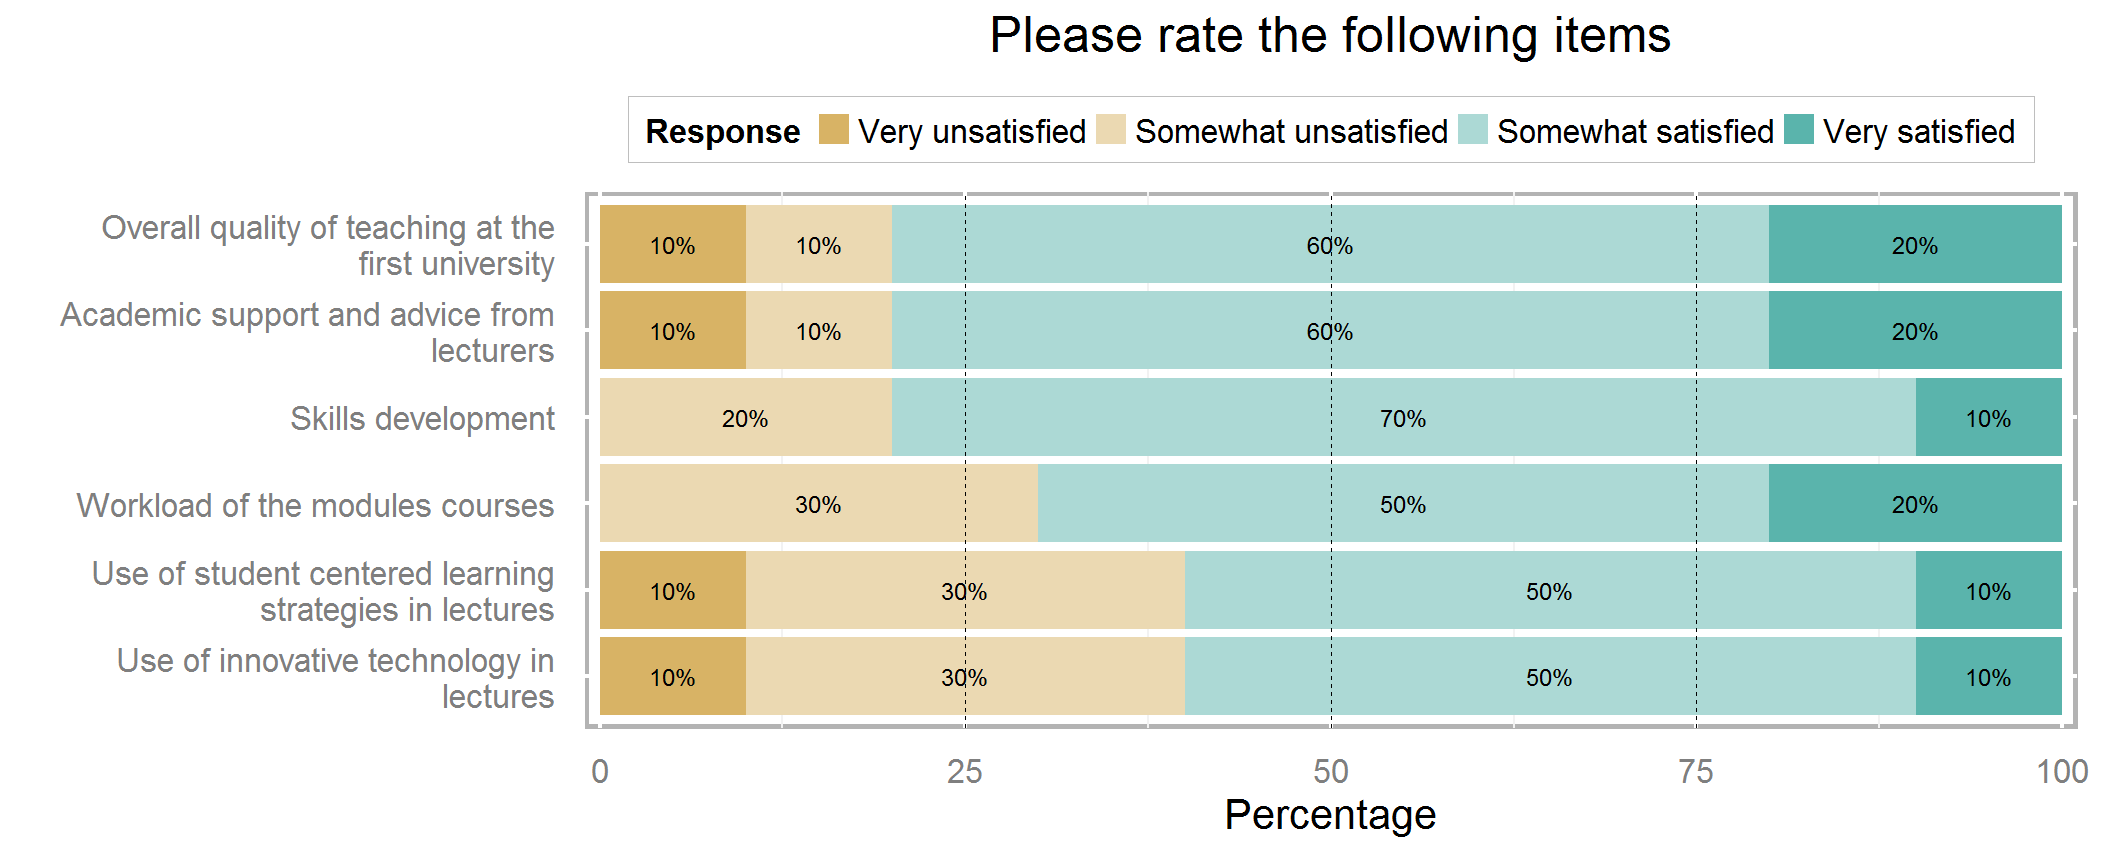 Please rate the following items
Response Very unsatisfied Somewhat unsatisfied Somewhat satisfied Very satisfied
Overall quality of teaching at the
first university
10% 10% 60% 20%
Academic support and advice from
lecturers
10% 10% 60% 20%
Skills development
20% 70% 10%
Workload of the modules courses
30% 50% 20%
Use of student centered learning
strategies in lectures
10% 30% 50% 10%
Use of innovative technology in
lectures
10% 30% 50% 10%
0 25 50 75 100
Percentage